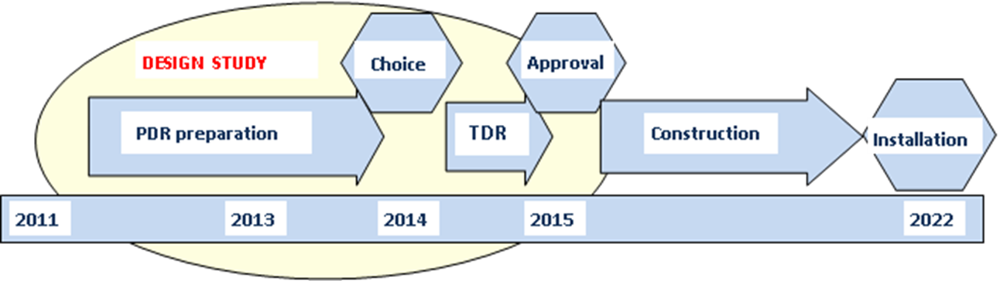 DESIGN STUDY
Choice
Approval
PDR preparation
TDR
Construction
Installation
2011
2013
2014
2015
2022